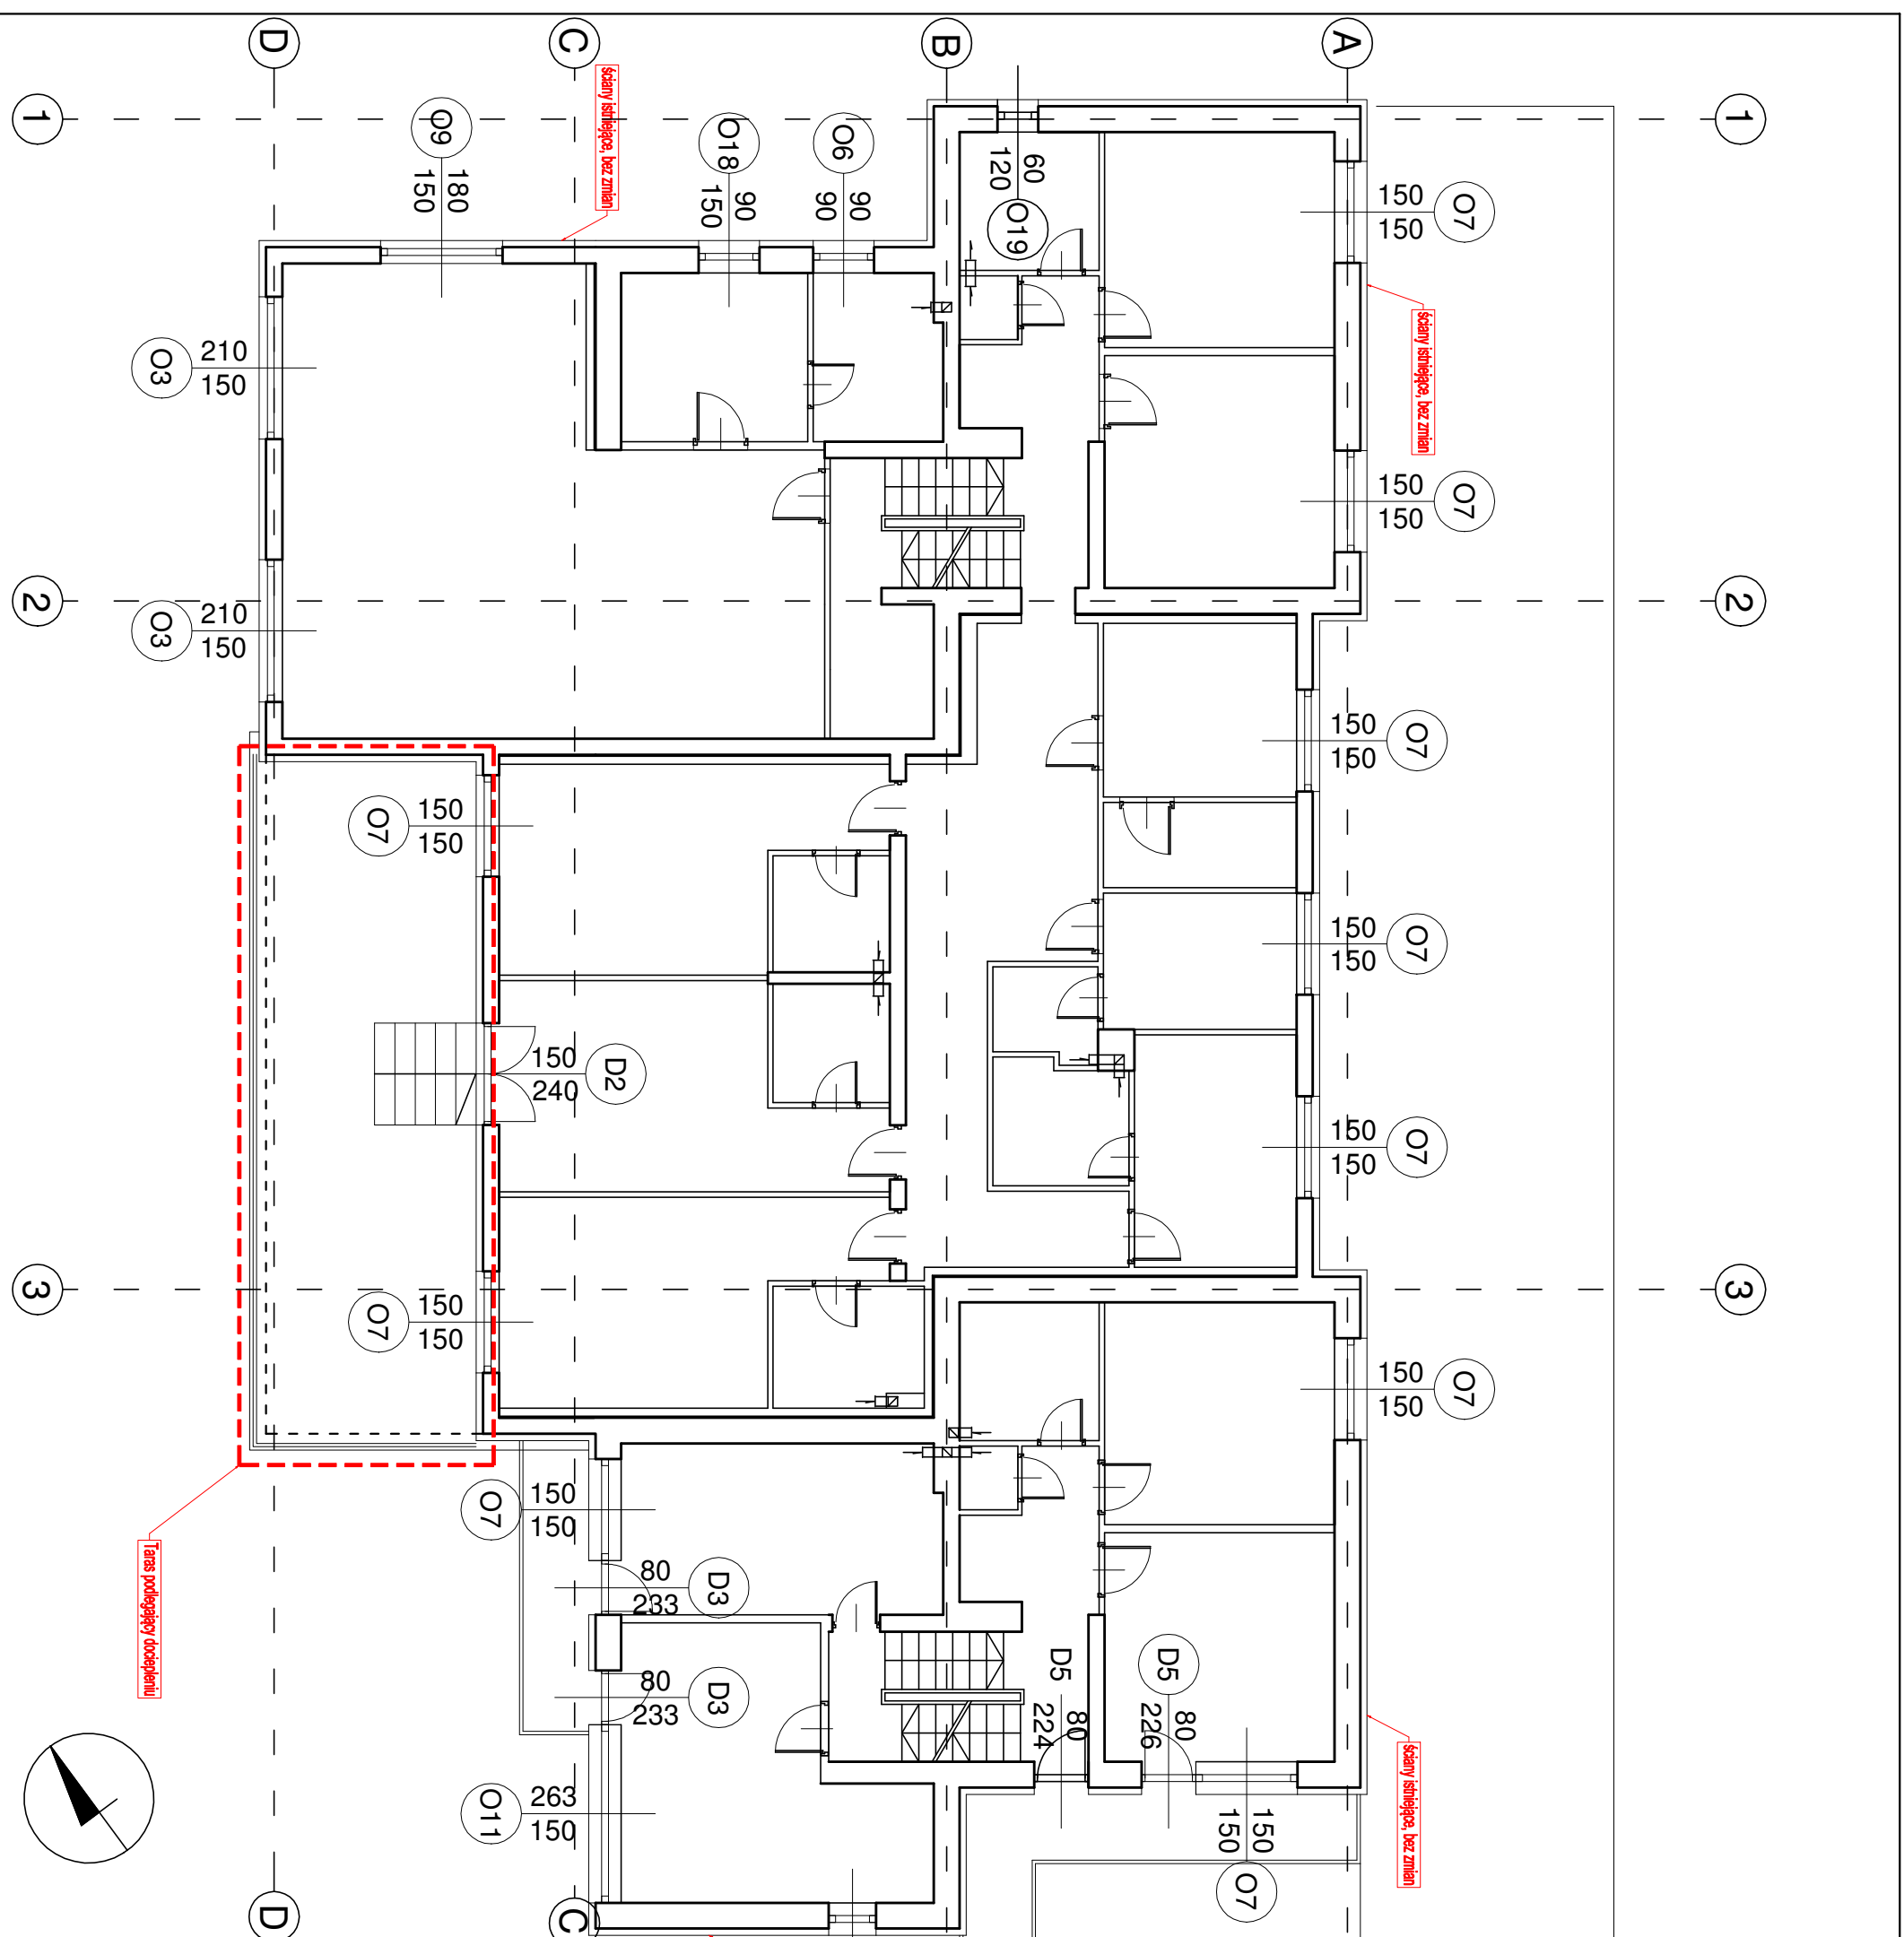 D
C
B
A
1
1
O9
180
150
ściany istniejące, bez zmian
O18
90
150
O6
90
90
60
120
O19
150
150
O7
ściany istniejące, bez zmian
O3
210
150
150
150
O7
2
2
O3
210
150
150
150
O7
O7
150
150
150
150
O7
D2
150
240
150
150
O7
3
3
O7
150
150
150
150
O7
O7
150
150
Taras podlegający dociepleniu
80
233
D3
80
233
D3
D5
80
224
D5
80
226
ściany istniejące, bez zmian
O11
263
150
150
150
O7
D
C